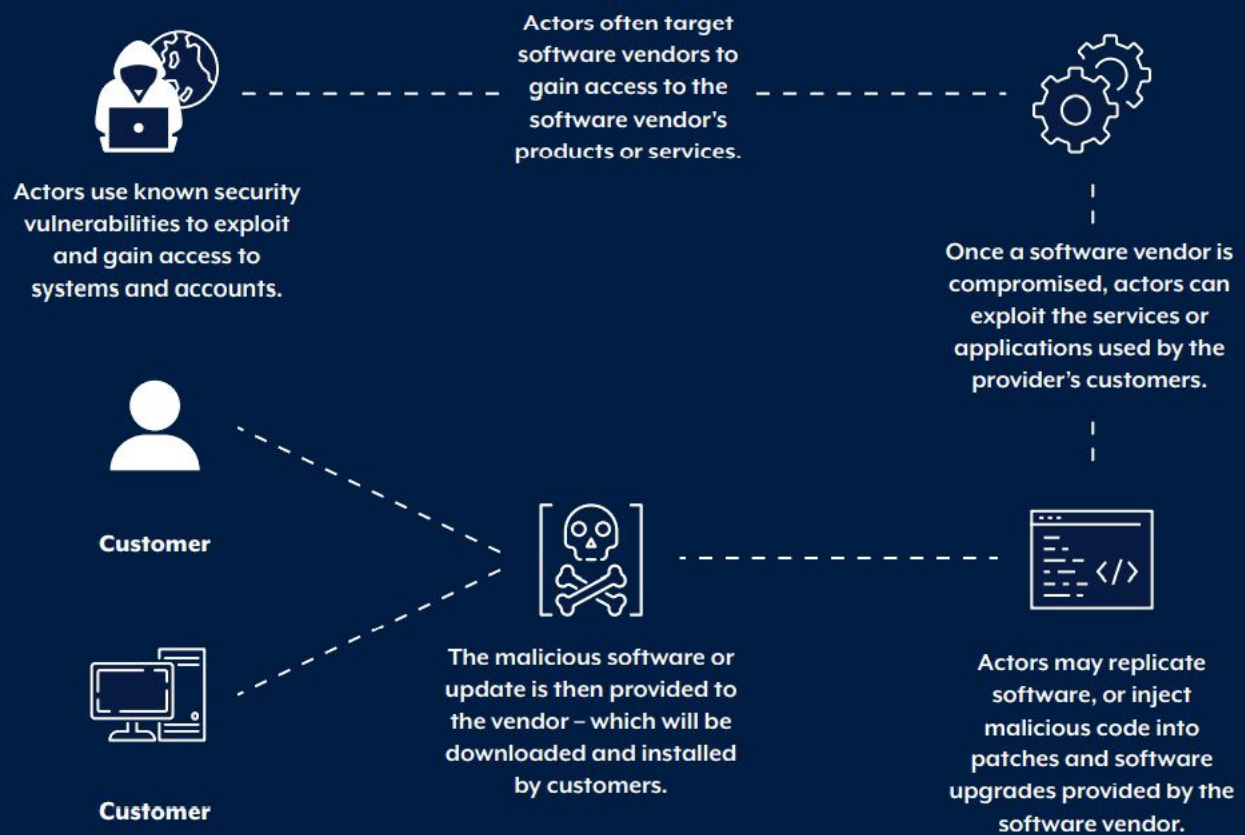 Actors often target
software vendors to
gain access to the
software vendor's
products or services.
Actors use known security
vulnerabilities to exploit
and gain access to
systems and accounts.
Once a software vendor is
compromised, actors can
exploit the services or
applications used by the
provider's customers.
Customer
</>
The malicious software or
update is then provided to
the vendor – which will be
downloaded and installed
by customers.
Actors may replicate
software, or inject
malicious code into
patches and software
upgrades provided by the
software vendor.
Customer